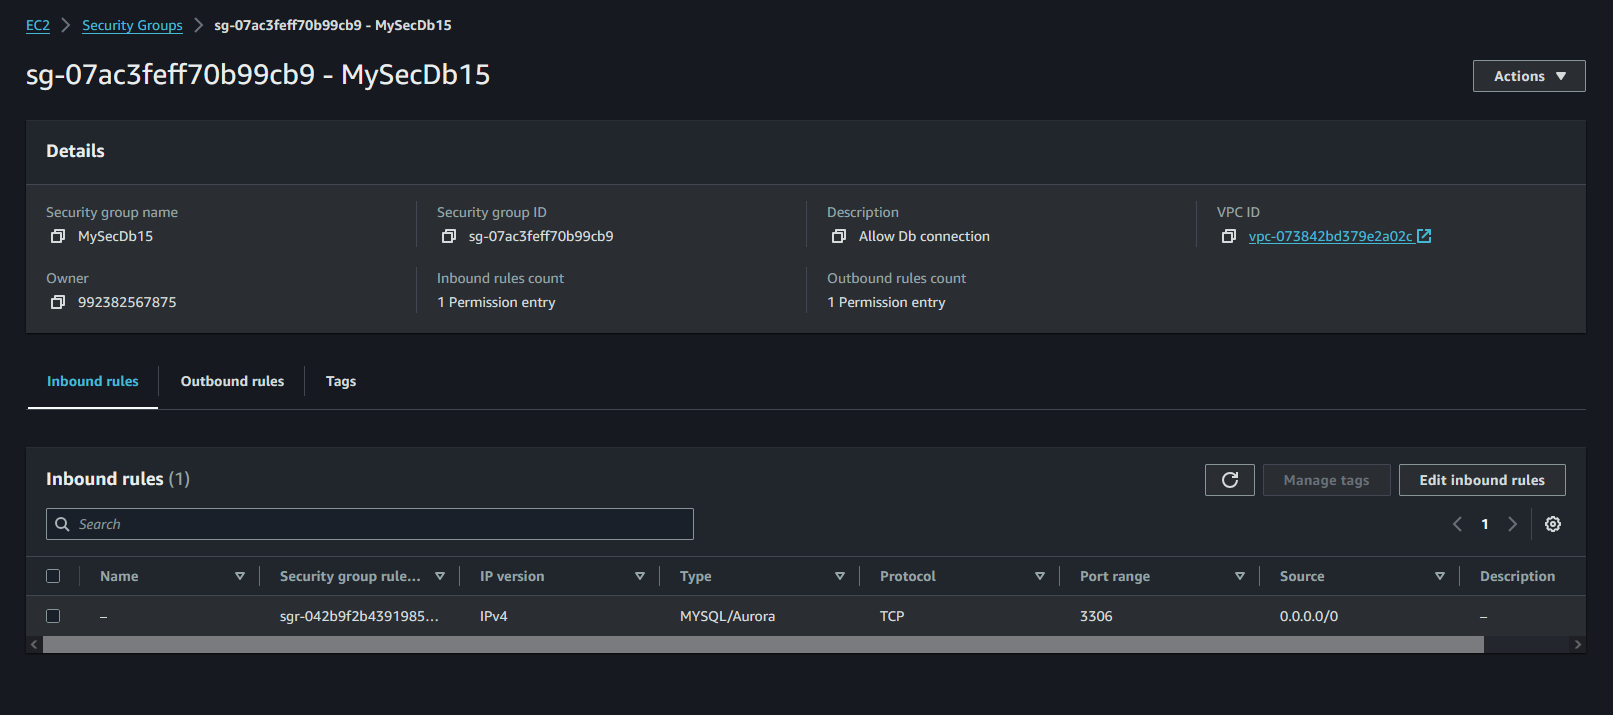 EC2 > Security Groups > sg-07ac3feff70b99cb9 - MySecDb15
sg-07ac3feff70b99cb9 - MySecDb15
Actions
Details
Security group name
MySecDb15
Security group ID
sg-07ac3feff70b99cb9
Description
Allow Db connection
VPC ID
vpc-073842bd379e2a02c
Owner
992382567875
Inbound rules count
1 Permission entry
Outbound rules count
1 Permission entry
Inbound rules Outbound rules Tags
Inbound rules (1)
Manage tags
Edit inbound rules
Search
1
Name Security group rule... IP version Type Protocol Port range Source Description
– sgr-042b9f2b4391985... IPv4 MYSQL/Aurora TCP 3306 0.0.0.0/0 –